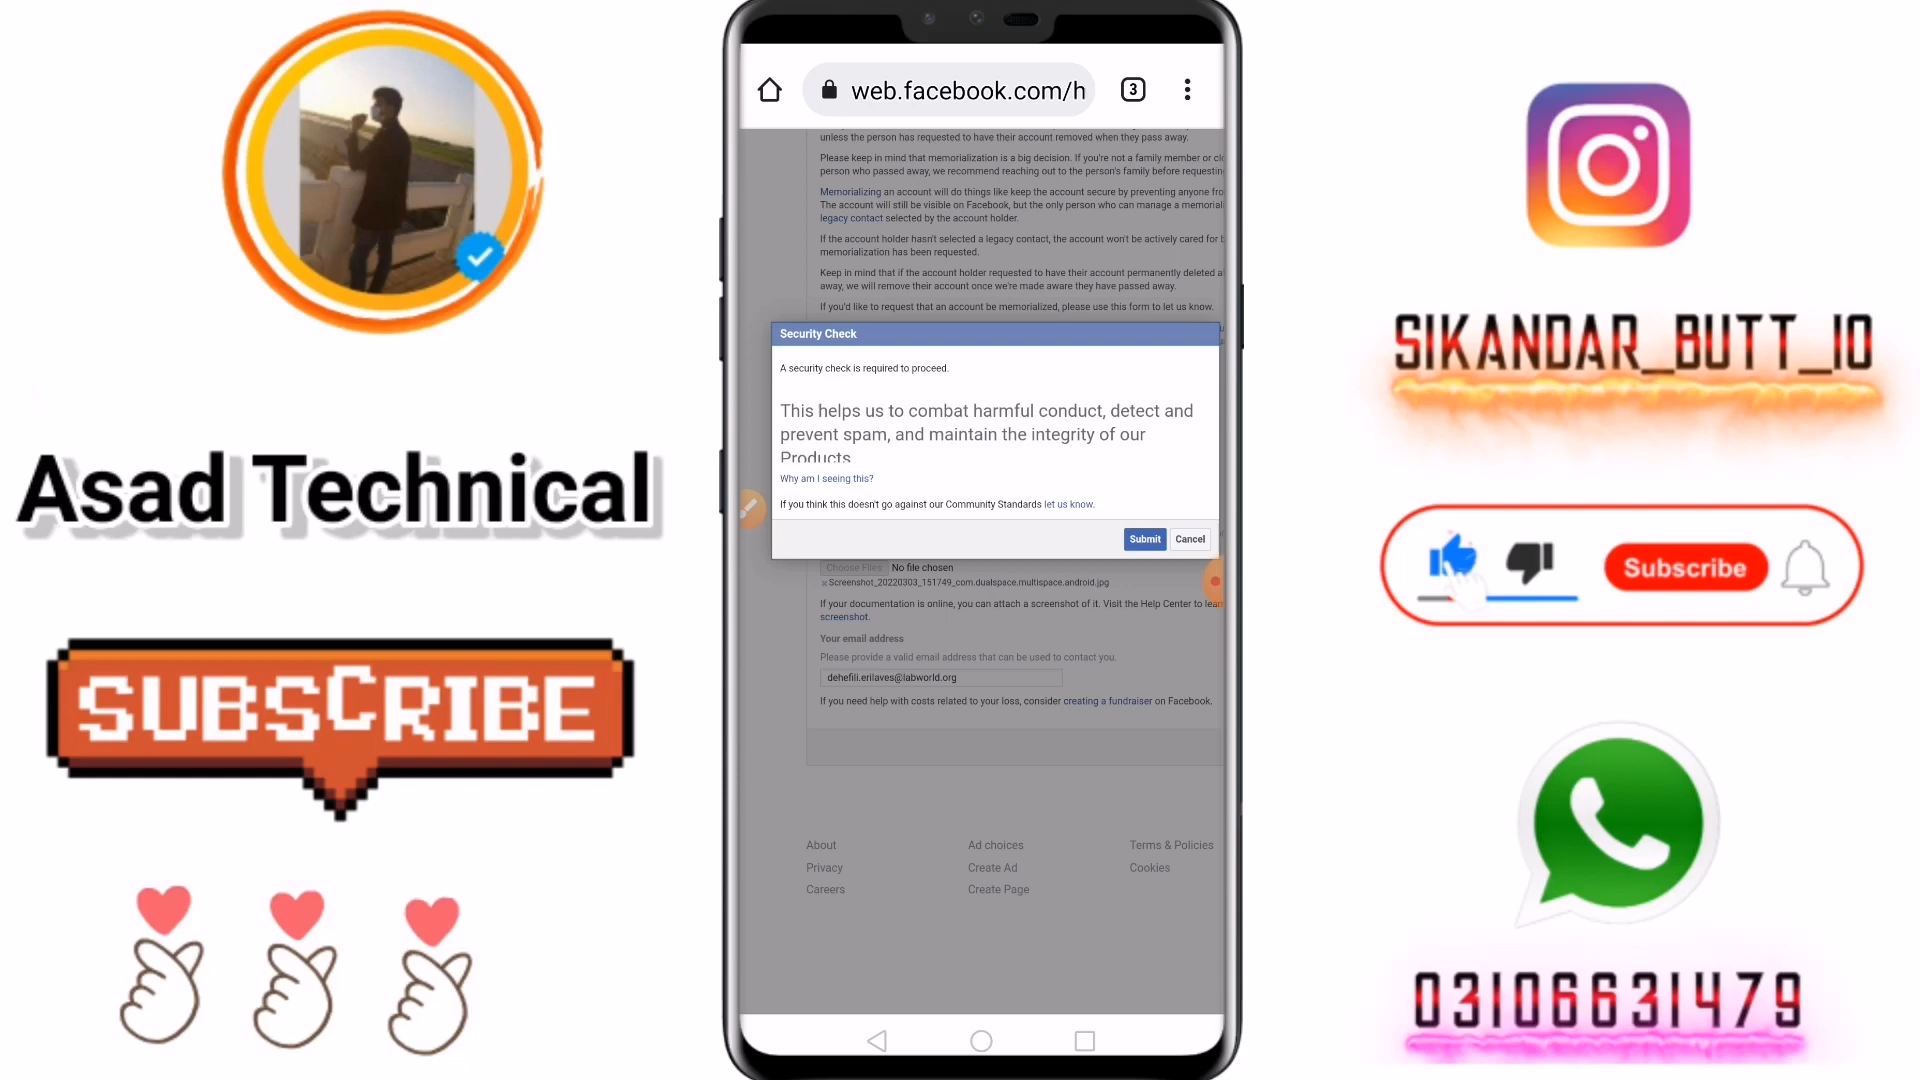 web.facebook.com/h
3
unless the person has requested to have their account removed when they pass away.
Please keep in mind that memorialization is a big decision. If you're not a family member or cl
person who passed away, we recommend reaching out to the person's family before requestin
Memorializing an account will do things like keep the account secure by preventing anyone fro
The account will still be visible on Facebook, but the only person who can manage a memorial
legacy contact selected by the account holder.
If the account holder hasn't selected a legacy contact, the account won't be actively cared for b
memorialization has been requested.
Keep in mind that if the account holder requested to have their account permanently deleted a
away, we will remove their account once we're made aware they have passed away.
If you'd like to request that an account be memorialized, please use this form to let us know.
Security Check
A security check is required to proceed.
This helps us to combat harmful conduct, detect and
prevent spam, and maintain the integrity of our
Products
Why am I seeing this?
If you think this doesn't go against our Community Standards let us know.
Submit Cancel
Choose Files No file chosen
×Screenshot_20220303_151749_com.dualspace.multispace.android.jpg
If your documentation is online, you can attach a screenshot of it. Visit the Help Center to lear
screenshot.
Your email address
Please provide a valid email address that can be used to contact you.
dehefili.erilaves@labworld.org
If you need help with costs related to your loss, consider creating a fundraiser on Facebook.
About Ad choices Terms & Policies
Privacy Create Ad Cookies
Careers Create Page
Asad Technical
SUBSCRIBE
SIKANDAR_BUTT_10
Subscribe
03106631479